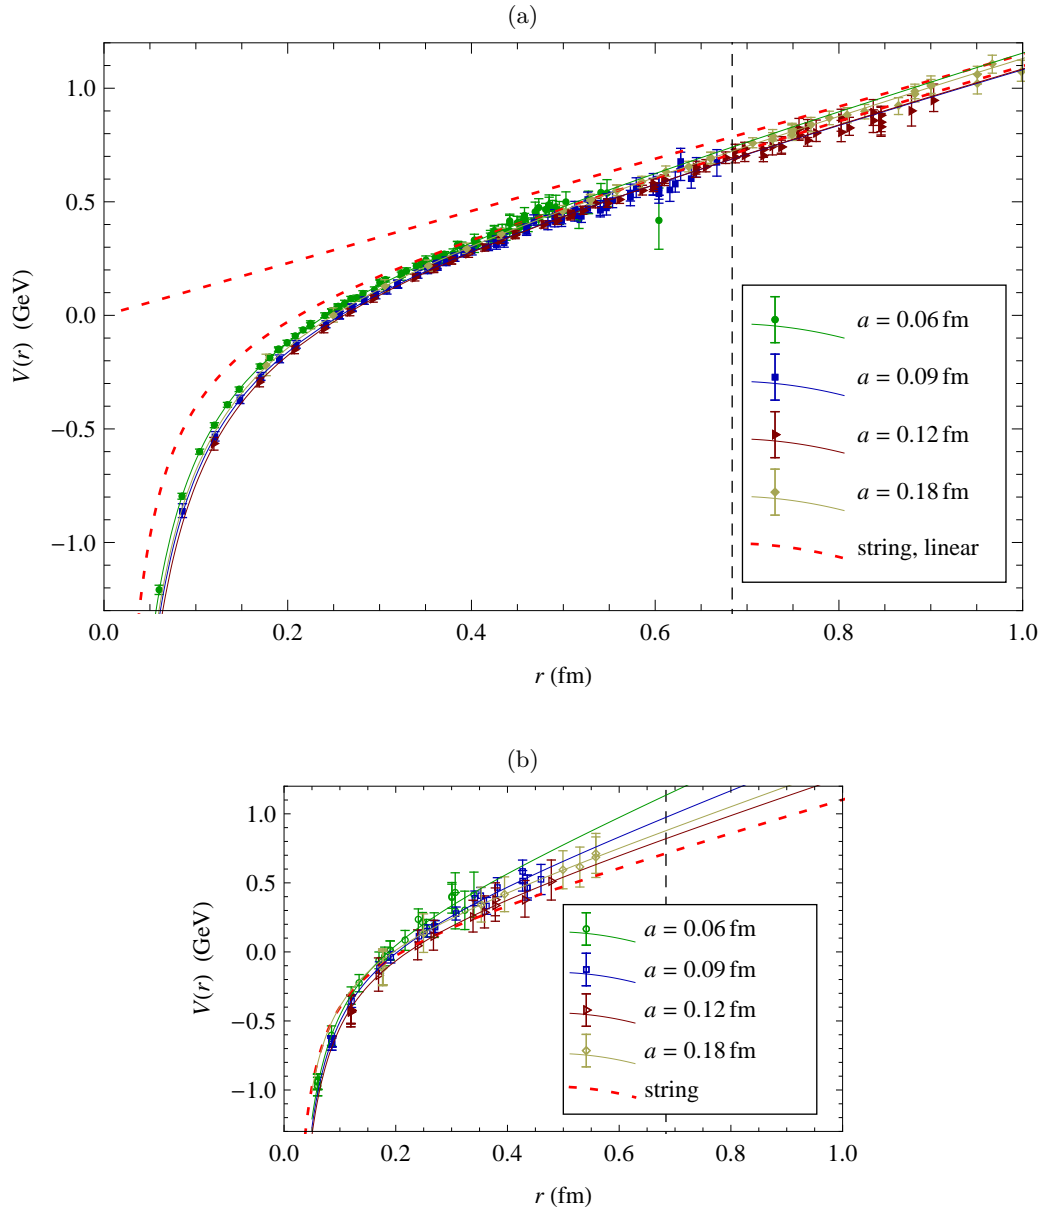 (a)
1.0
0.5
0.0
−0.5
−1.0
V(r) (GeV)
a = 0.06 fm
a = 0.09 fm
a = 0.12 fm
a = 0.18 fm
string, linear
0.0 0.2 0.4 0.6 0.8 1.0
r (fm)
(b)
1.0
0.5
0.0
−0.5
−1.0
V(r) (GeV)
a = 0.06 fm
a = 0.09 fm
a = 0.12 fm
a = 0.18 fm
string
0.0 0.2 0.4 0.6 0.8 1.0
r (fm)